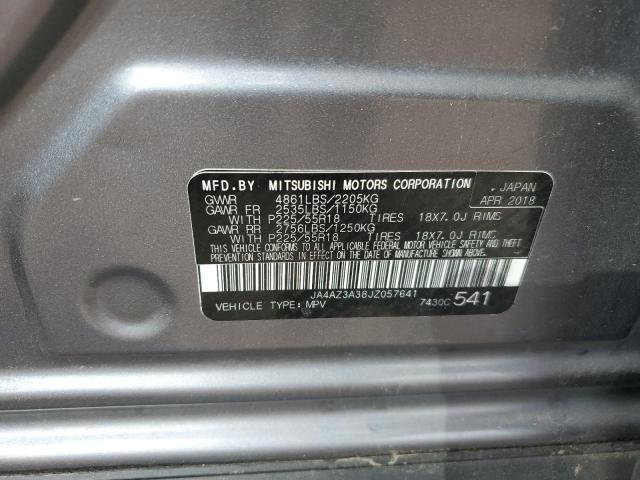 MFD.BY MITSUBISHI MOTORS CORPORATION , JAPAN
GVWR 4861LBS/2205KG APR 2018
GAWR FR 2535LBS/1150KG
WITH P225/55R18 TIRES 18X7.0J RIMS
GAWR RR 2756LBS/1250KG
WITH P225/55R18 TIRES 18X7.0J RIMS
THIS VEHICLE CONFORMS TO ALL APPLICABLE FEDERAL MOTOR VEHICLE SAFETY, BUMPER AND THEFT
PREVENTION STANDARDS IN EFFECT ON THE DATE OF MANUFACTURE SHOWN ABOVE.
JA4AZ3A38JZ057641
VEHICLE TYPE: MPV 7430C 541